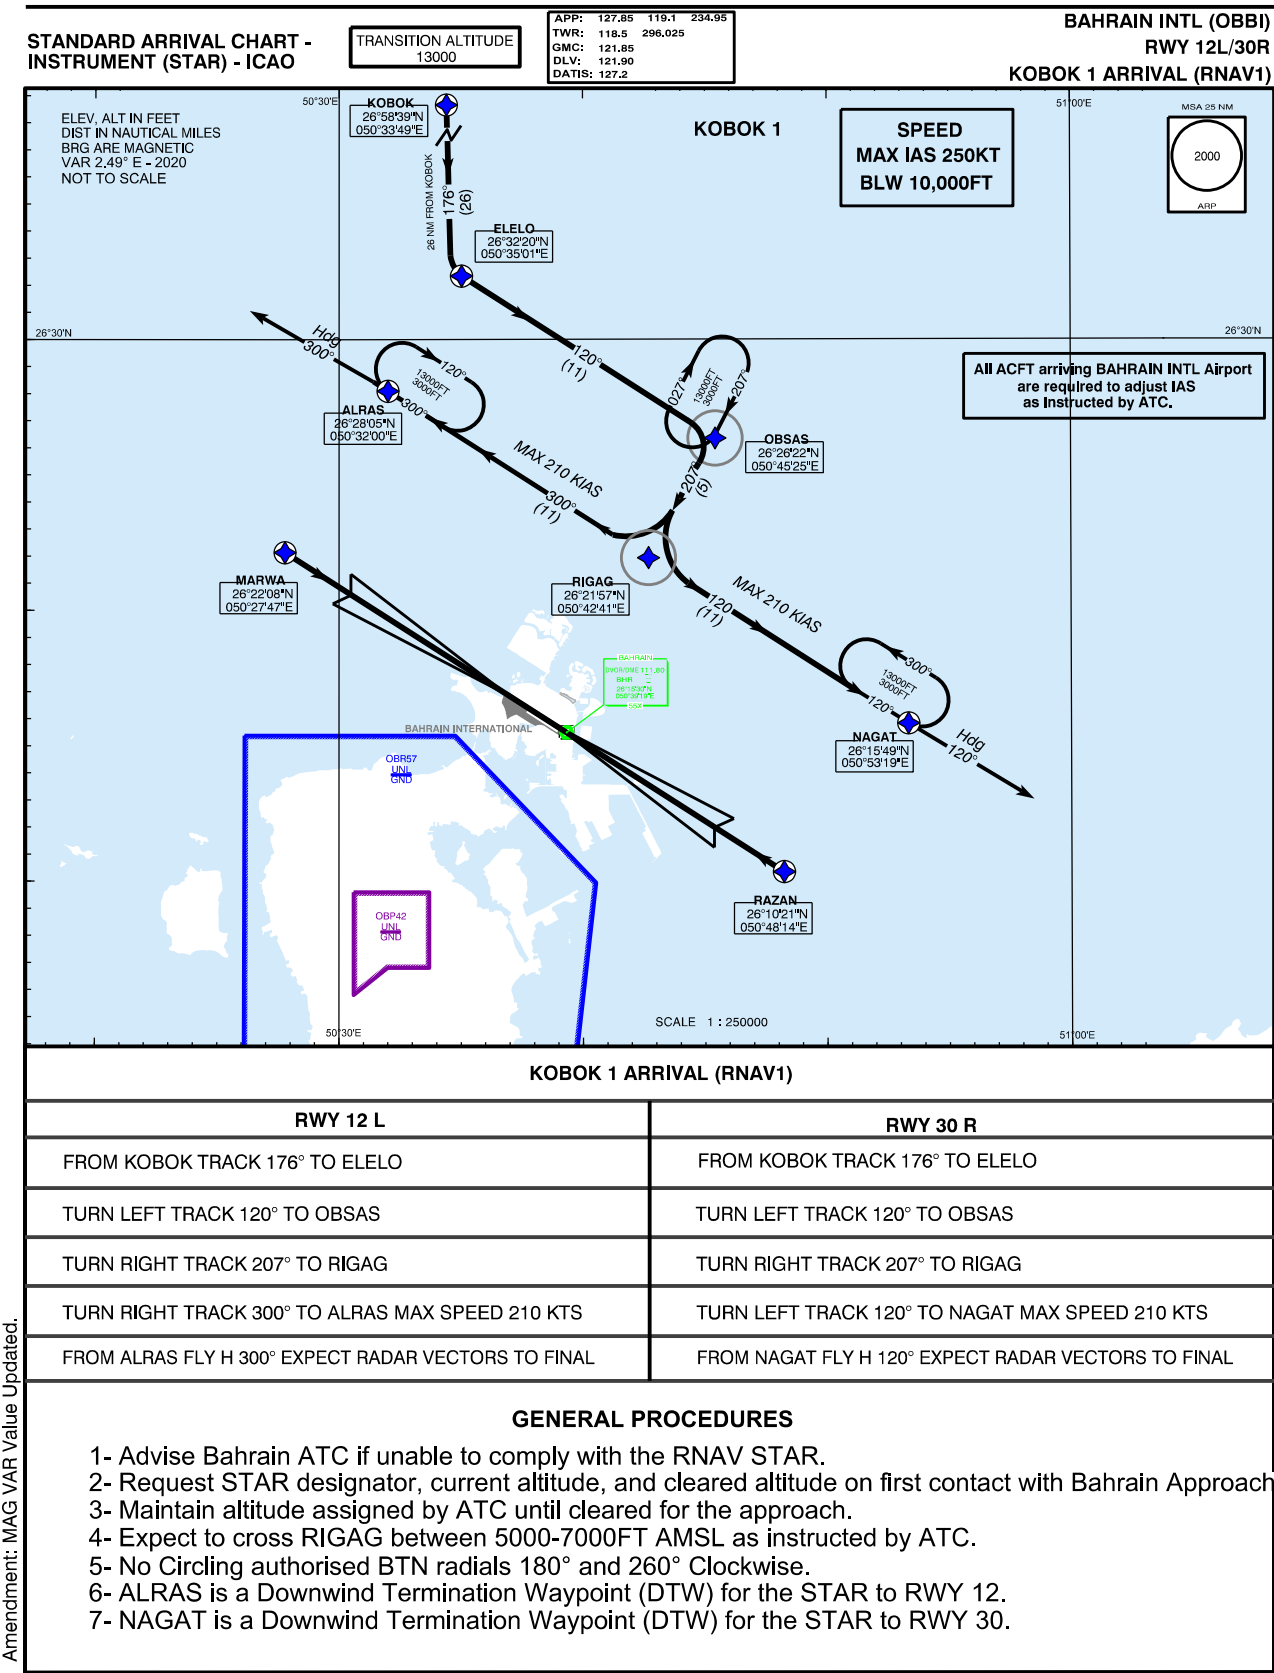 STANDARD ARRIVAL CHART -
INSTRUMENT (STAR) - ICAO
TRANSITION ALTITUDE
13000
APP: 127.85 119.1 234.95
TWR: 118.5 296.025
GMC: 121.85
DLV: 121.90
DATIS: 127.2
BAHRAIN INTL (OBBI)
RWY 12L/30R
KOBOK 1 ARRIVAL (RNAV1)
ELEV, ALT IN FEET
DIST IN NAUTICAL MILES
BRG ARE MAGNETIC
VAR 2.49° E - 2020
NOT TO SCALE
50°30'E
KOBOK
26°58'39"N
050°33'49"E
KOBOK 1
SPEED
MAX IAS 250KT
BLW 10,000FT
51°00'E
MSA 25 NM
2000
ARP
26 NM FROM KOBOK
176°
(26)
ELELO
26°32'20"N
050°35'01"E
26°30'N
26°30'N
Hdg
300°
120°
13000FT
3000FT
300°
ALRAS
26°28'05"N
050°32'00"E
120°
(11)
027°
13000FT
3000FT
207°
All ACFT arriving BAHRAIN INTL Airport
are required to adjust IAS
as instructed by ATC.
OBSAS
26°26'22"N
050°45'25"E
207°
(5)
MAX 210 KIAS
300°
(11)
MARWA
26°22'08"N
050°27'47"E
RIGAG
26°21'57"N
050°42'41"E
MAX 210 KIAS
120
(11)
300°
13000FT
3000FT
120°
NAGAT
26°15'49"N
050°53'19"E
Hdg
120°
BAHRAIN
DVOR/DME 111.80
BHR
55X
BAHRAIN INTERNATIONAL
OBR57
UNL
GND
OBP42
UNL
GND
RAZAN
26°10'21"N
050°48'14"E
SCALE 1 : 250000
50°30'E
51°00'E
KOBOK 1 ARRIVAL (RNAV1)
RWY 12 L
RWY 30 R
FROM KOBOK TRACK 176° TO ELELO
FROM KOBOK TRACK 176° TO ELELO
TURN LEFT TRACK 120° TO OBSAS
TURN LEFT TRACK 120° TO OBSAS
TURN RIGHT TRACK 207° TO RIGAG
TURN RIGHT TRACK 207° TO RIGAG
TURN RIGHT TRACK 300° TO ALRAS MAX SPEED 210 KTS
TURN LEFT TRACK 120° TO NAGAT MAX SPEED 210 KTS
FROM ALRAS FLY H 300° EXPECT RADAR VECTORS TO FINAL
FROM NAGAT FLY H 120° EXPECT RADAR VECTORS TO FINAL
GENERAL PROCEDURES
1- Advise Bahrain ATC if unable to comply with the RNAV STAR.
2- Request STAR designator, current altitude, and cleared altitude on first contact with Bahrain Approach
3- Maintain altitude assigned by ATC until cleared for the approach.
4- Expect to cross RIGAG between 5000-7000FT AMSL as instructed by ATC.
5- No Circling authorised BTN radials 180° and 260° Clockwise.
6- ALRAS is a Downwind Termination Waypoint (DTW) for the STAR to RWY 12.
7- NAGAT is a Downwind Termination Waypoint (DTW) for the STAR to RWY 30.
Amendment: MAG VAR Value Updated.